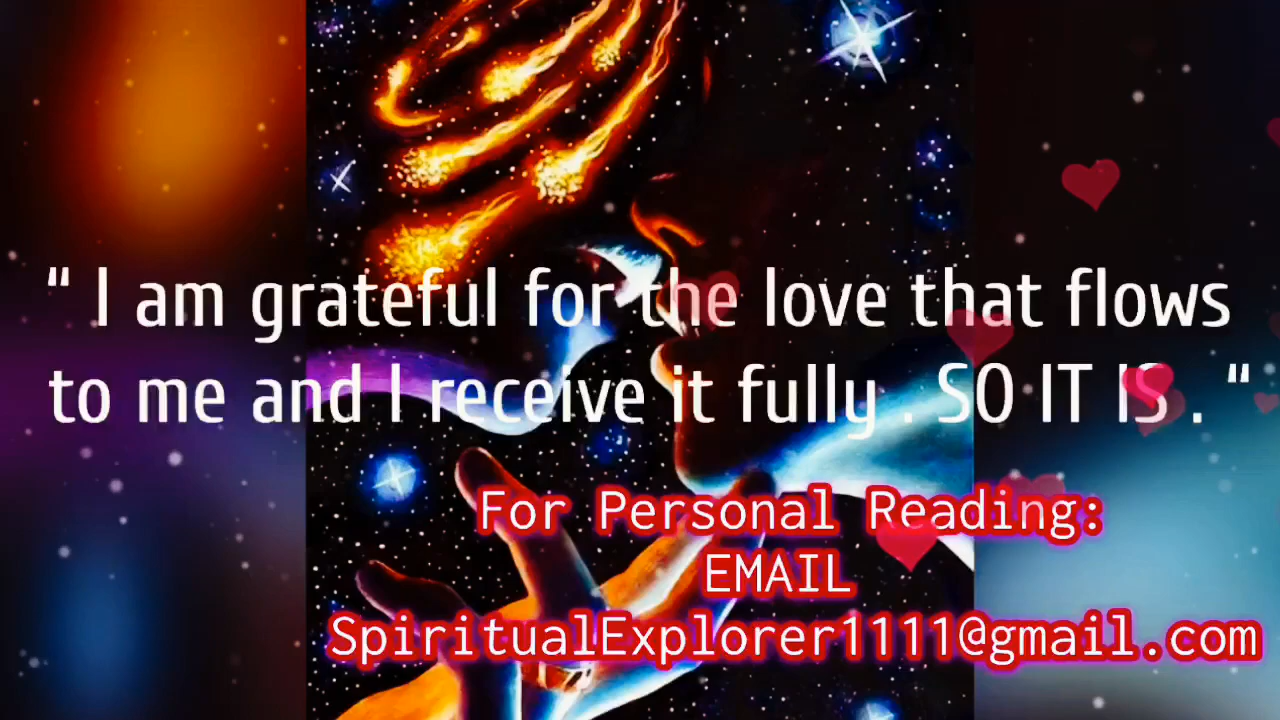 “ I am grateful for the love that flows
to me and I receive it fully . SO IT IS . “
For Personal Reading:
EMAIL
SpiritualExplorer1111@gmail.com